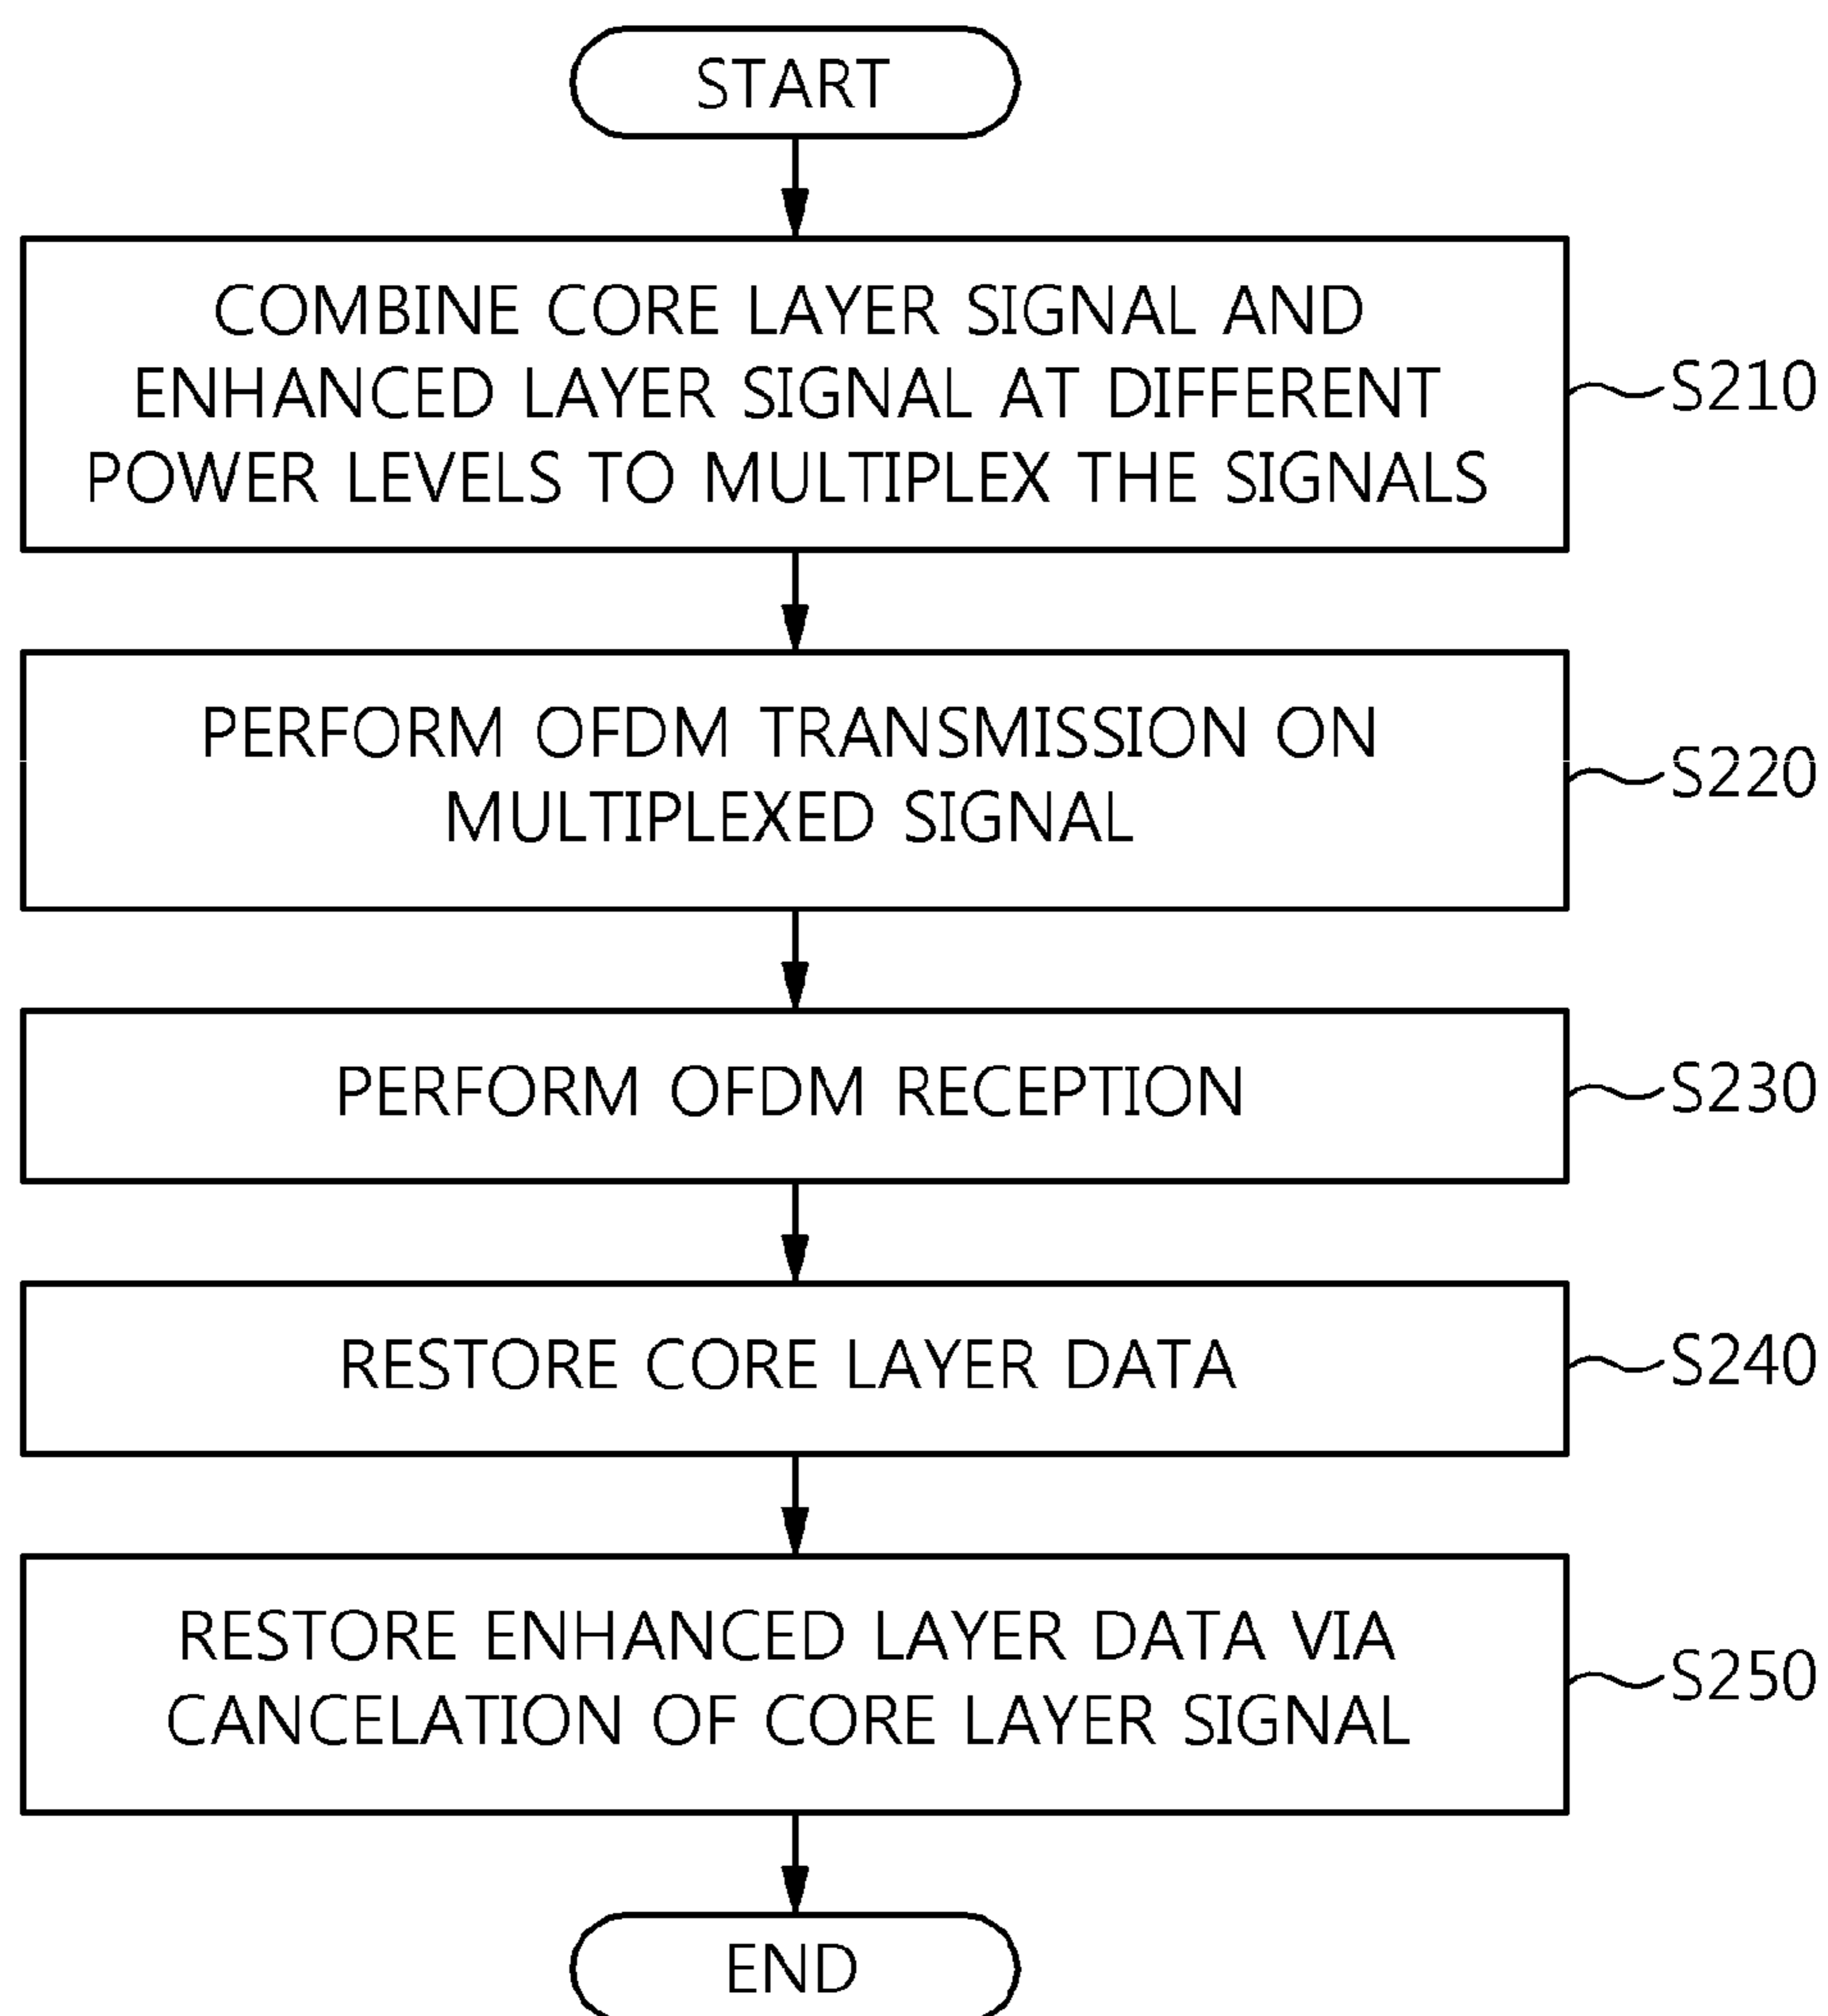 START
COMBINE CORE LAYER SIGNAL AND
ENHANCED LAYER SIGNAL AT DIFFERENT
POWER LEVELS TO MULTIPLEX THE SIGNALS
S210
PERFORM OFDM TRANSMISSION ON
MULTIPLEXED SIGNAL
S220
PERFORM OFDM RECEPTION
S230
RESTORE CORE LAYER DATA
S240
RESTORE ENHANCED LAYER DATA VIA
CANCELATION OF CORE LAYER SIGNAL
S250
END